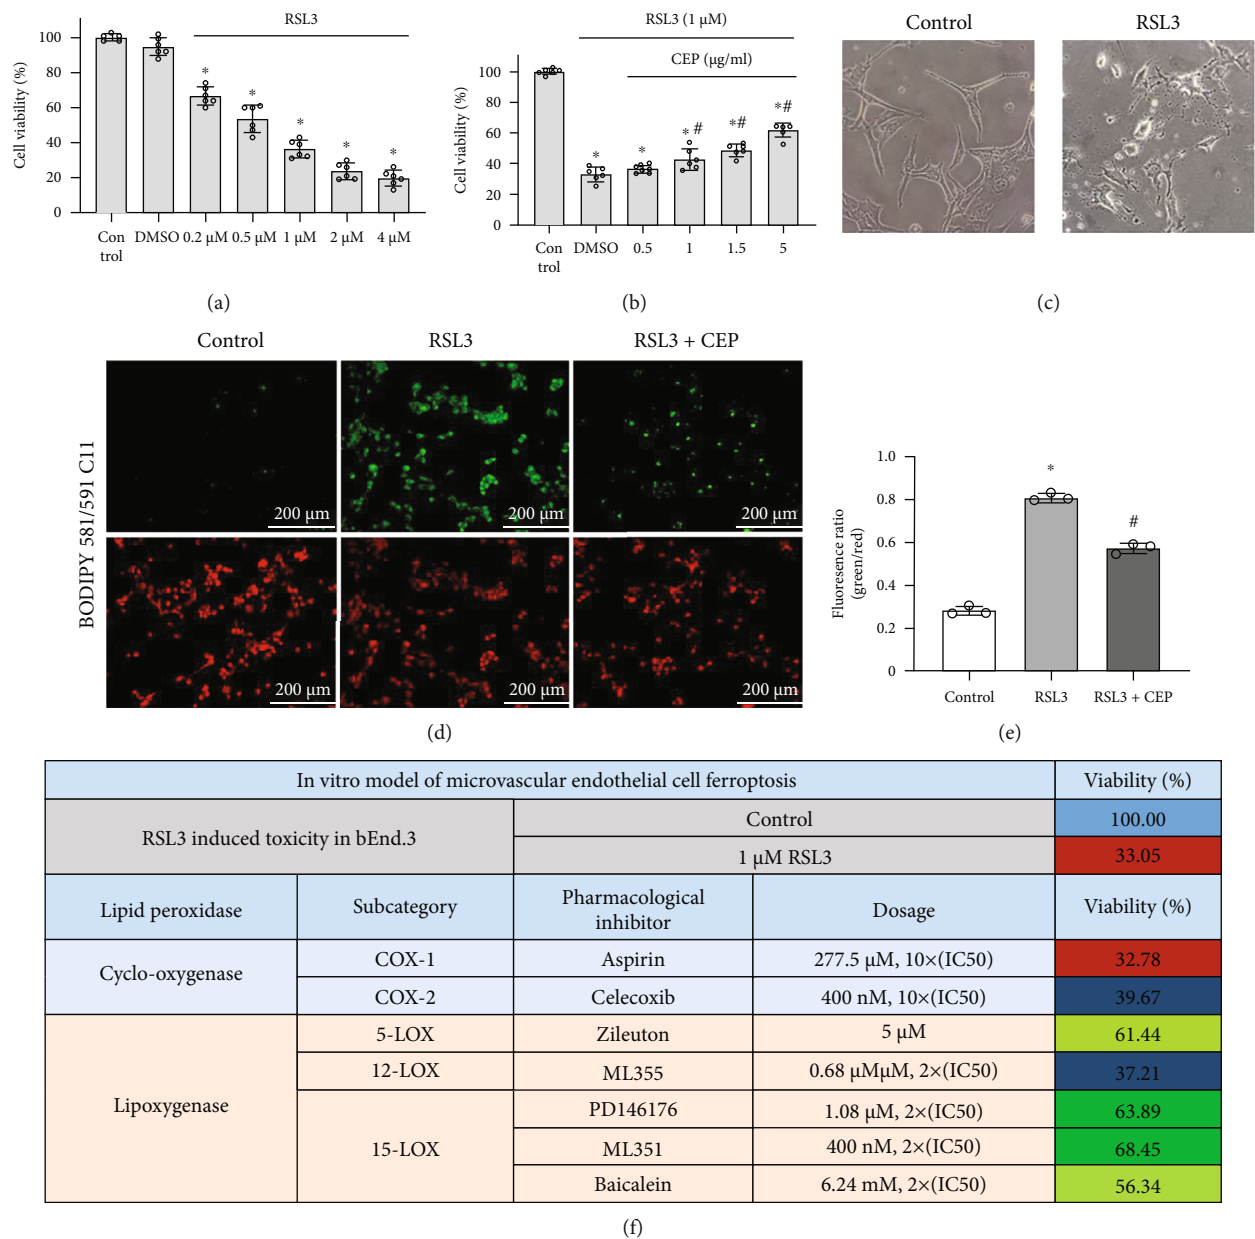 RSL3
Cell viability (%)
100
80
60
40
20
0
* * * * *
Con
trol
DMSO 0.2 μM 0.5 μM 1 μM 2 μM 4 μM
(a)
RSL3 (1 μM)
CEP (μg/ml)
Cell viability (%)
100
80
60
40
20
0
* * *# *# *#
Con
trol
DMSO 0.5 1 1.5 5
(b)
Control RSL3
(c)
Control RSL3 RSL3 + CEP
BODIPY 581/591 C11
200 μm 200 μm 200 μm
200 μm 200 μm 200 μm
(d)
Fluoresence ratio
(green/red)
1.0
0.8
0.6
0.4
0.2
0
* #
Control RSL3 RSL3 + CEP
(e)
In vitro model of microvascular endothelial cell ferroptosis Viability (%)
RSL3 induced toxicity in bEnd.3 Control 100.00
1 μM RSL3 33.05
Lipid peroxidase Subcategory Pharmacological
inhibitor Dosage Viability (%)
Cyclo-oxygenase COX-1 Aspirin 277.5 μM, 10×(IC50) 32.78
COX-2 Celecoxib 400 nM, 10×(IC50) 39.67
Lipoxygenase 5-LOX Zileuton 5 μM 61.44
12-LOX ML355 0.68 μMμM, 2×(IC50) 37.21
15-LOX PD146176 1.08 μM, 2×(IC50) 63.89
ML351 400 nM, 2×(IC50) 68.45
Baicalein 6.24 mM, 2×(IC50) 56.34
(f)